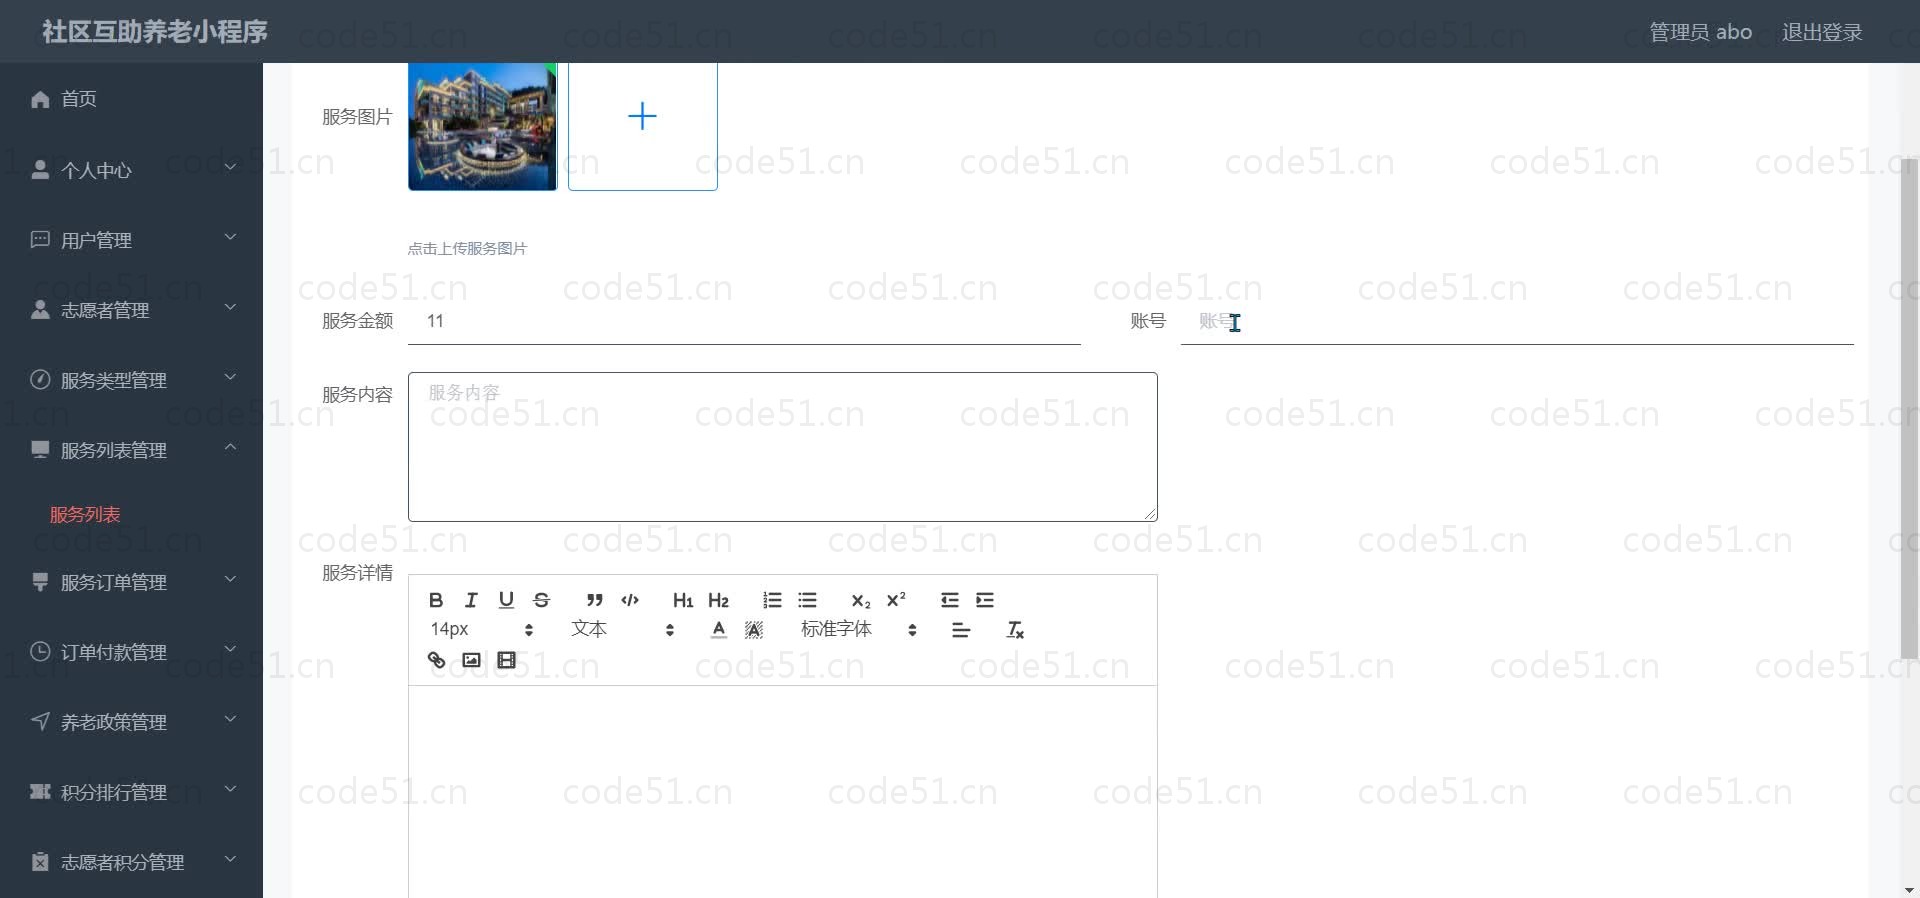 社区互助养老小程序
管理员 abo
退出登录
首页
个人中心
用户管理
志愿者管理
服务类型管理
服务列表管理
服务列表
服务订单管理
订单付款管理
养老政策管理
积分排行管理
志愿者积分管理
服务图片
点击上传服务图片
服务金额
11
账号
账号
服务内容
服务内容
服务详情
B I U S H1 H2 X2 X2
14px 文本 A A 标准字体 Tx
code51.cn